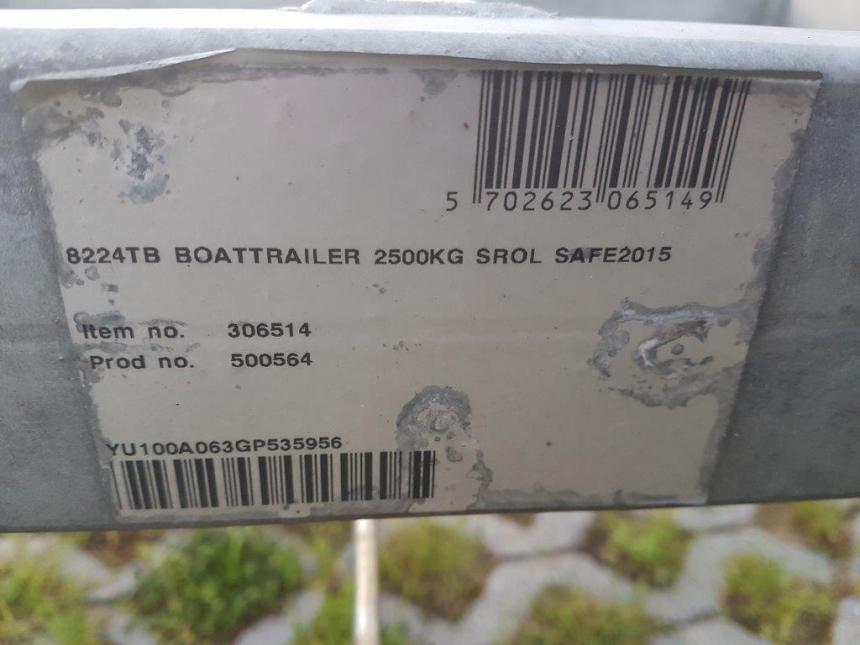 5 702623 065149
8224TB BOATTRAILER 2500KG SROL SAFE2015
Item no. 306514
Prod no. 500564
YU100A063GP535956